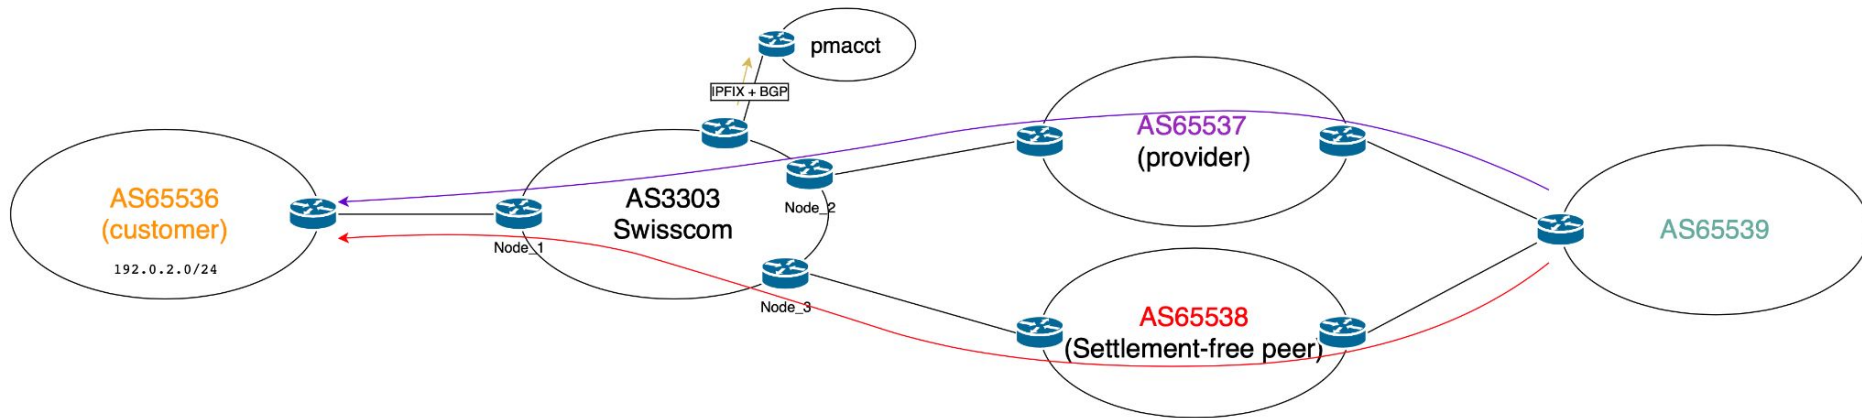 pmacct
IPFIX + BGP
AS65536
(customer)
192.0.2.0/24
Node_1
AS3303
Swisscom
Node_2
Node_3
AS65537
(provider)
AS65538
(Settlement-free peer)
AS65539